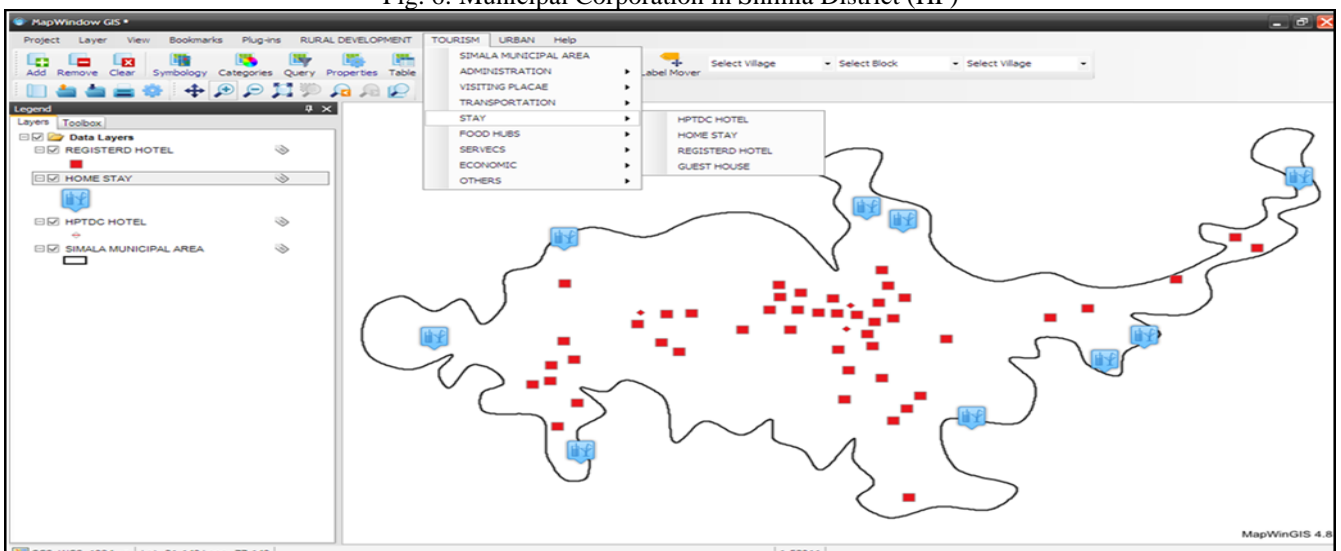 Fig. 6: Municipal Corporation in Shimla District (HP)
MapWindow GIS *
Project Layer View Bookmarks Plug-ins RURAL DEVELOPMENT TOURISM URBAN Help
Add Remove Clear Symbology Categories Query Properties Table
Label Mover Select Village Select Block Select Village
SIMALA MUNICIPAL AREA
ADMINISTRATION
VISITING PLACAE
TRANSPORTATION
STAY
FOOD HUBS
SERVECS
ECONOMIC
OTHERS
HPTDC HOTEL
HOME STAY
REGISTERD HOTEL
GUEST HOUSE
Legend
Layers Toolbox
Data Layers
REGISTERD HOTEL
HOME STAY
HPTDC HOTEL
SIMALA MUNICIPAL AREA
MapWinGIS 4.8